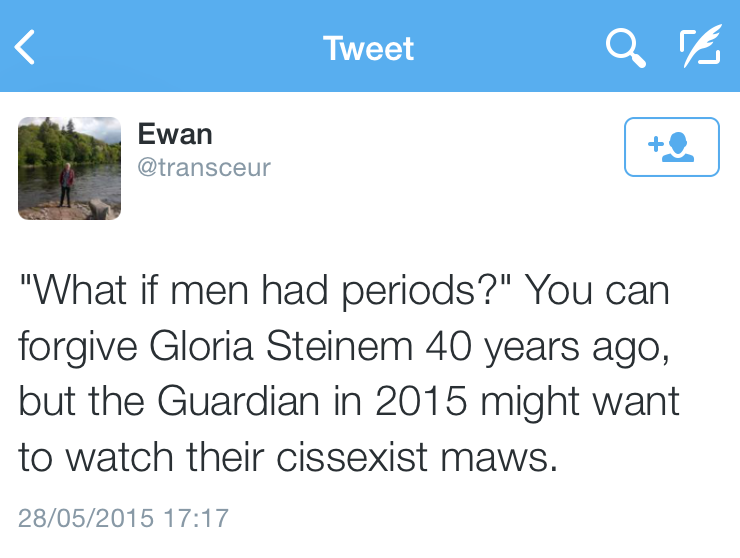 Tweet
Ewan
@transceur
"What if men had periods?" You can
forgive Gloria Steinem 40 years ago,
but the Guardian in 2015 might want
to watch their cissexist maws.
28/05/2015 17:17